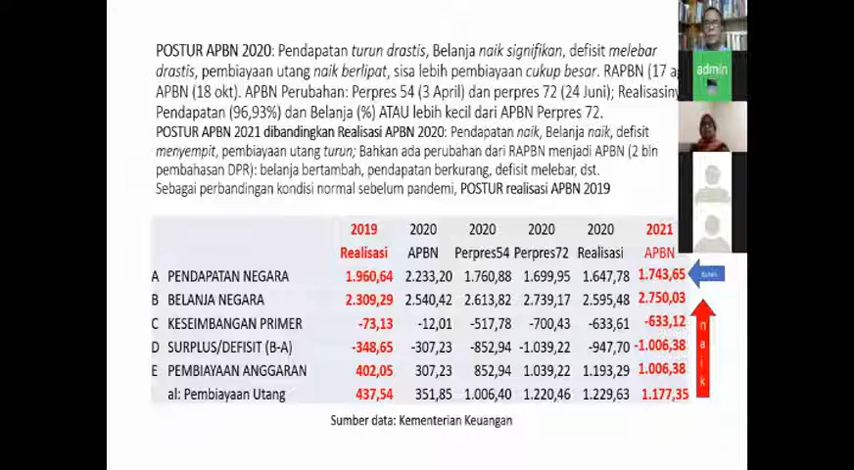 POSTUR APBN 2020: Pendapatan turun drastis, Belanja naik signifikan, defisit melebar
drastis, pembiayaan utang naik berlipat, sisa lebih pembiayaan cukup besar. RAPBN (17 a
APBN (18 okt). APBN Perubahan: Perpres 54 (3 April) dan perpres 72 (24 Juni); Realisasiny
Pendapatan (96,93%) dan Belanja (%) ATAU lebih kecil dari APBN Perpres 72.
POSTUR APBN 2021 dibandingkan Realisasi APBN 2020: Pendapatan naik, Belanja naik, defisit
menyempit, pembiayaan utang turun; Bahkan ada perubahan dari RAPBN menjadi APBN (2 bln
pembahasan DPR): belanja bertambah, pendapatan berkurang, defisit melebar, dst.
Sebagai perbandingan kondisi normal sebelum pandemi, POSTUR realisasi APBN 2019
admin
2019 2020 2020 2020 2020 2021
Realisasi APBN Perpres54 Perpres72 Realisasi APBN
A PENDAPATAN NEGARA 1.960,64 2.233,20 1.760,88 1.699,95 1.647,78 1.743,65
B BELANJA NEGARA 2.309,29 2.540,42 2.613,82 2.739,17 2.595,48 2.750,03
C KESEIMBANGAN PRIMER -73,13 -12,01 -517,78 -700,43 -633,61 -633,12
D SURPLUS/DEFISIT (B-A) -348,65 -307,23 -852,94 -1.039,22 -947,70 -1.006,38
E PEMBIAYAAN ANGGARAN 402,05 307,23 852,94 1.039,22 1.193,29 1.006,38
al: Pembiayaan Utang 437,54 351,85 1.006,40 1.220,46 1.229,63 1.177,35
naik
Sumber data: Kementerian Keuangan